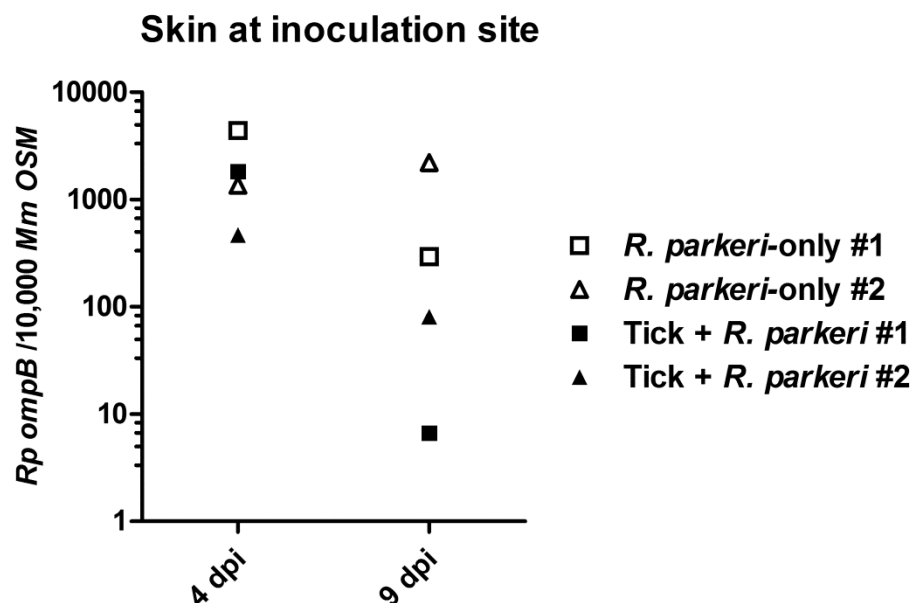 Skin at inoculation site
Rp ompB /10,000 Mm OSM
10000
1000
100
10
1
4 dpi
9 dpi
R. parkeri-only #1
R. parkeri-only #2
Tick + R. parkeri #1
Tick + R. parkeri #2